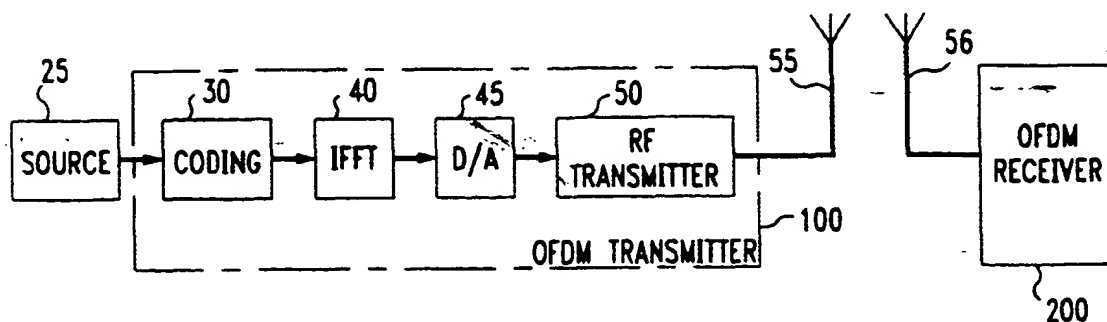 25
SOURCE
30
CODING
40
IFFT
45
D/A
50
RF
TRANSMITTER
55
56
OFDM
RECEIVER
100
OFDM TRANSMITTER
200